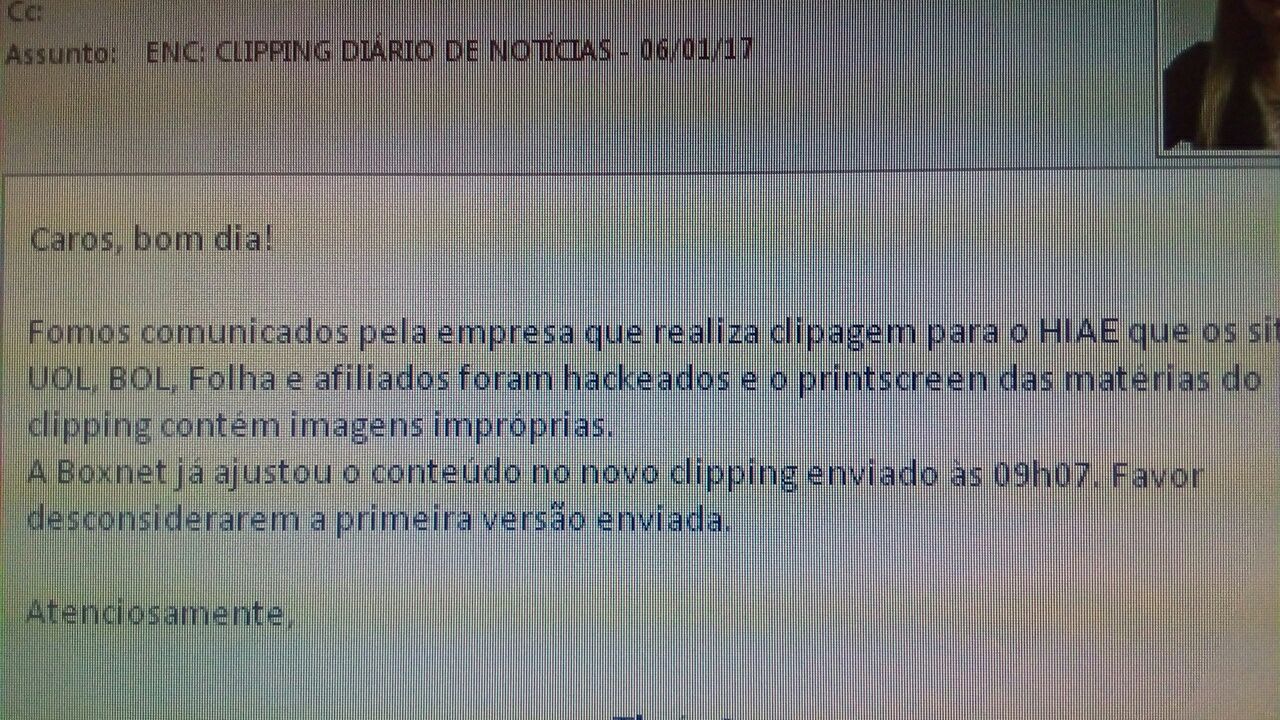 Cc:
Assunto: ENC: CLIPPING DIÁRIO DE NOTÍCIAS - 06/01/17
Caros, bom dia!
Fomos comunicados pela empresa que realiza clipagem para o HIAE que os
UOL, BOL, Folha e afiliados foram hackeados e o printscreen das matérias do
clipping contém imagens impróprias.
A Boxnet já ajustou o conteúdo no novo clipping enviado às 09h07. Favor
desconsiderarem a primeira versão enviada.
Atenciosamente,